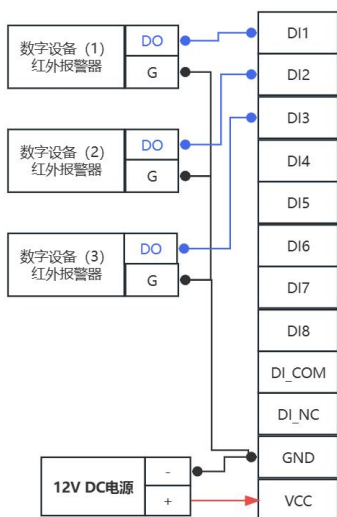 数字设备（1）
红外报警器
DO
G
数字设备（2）
红外报警器
DO
G
数字设备（3）
红外报警器
DO
G
12V DC电源
-
+
DI1
DI2
DI3
DI4
DI5
DI6
DI7
DI8
DI_COM
DI_NC
GND
VCC